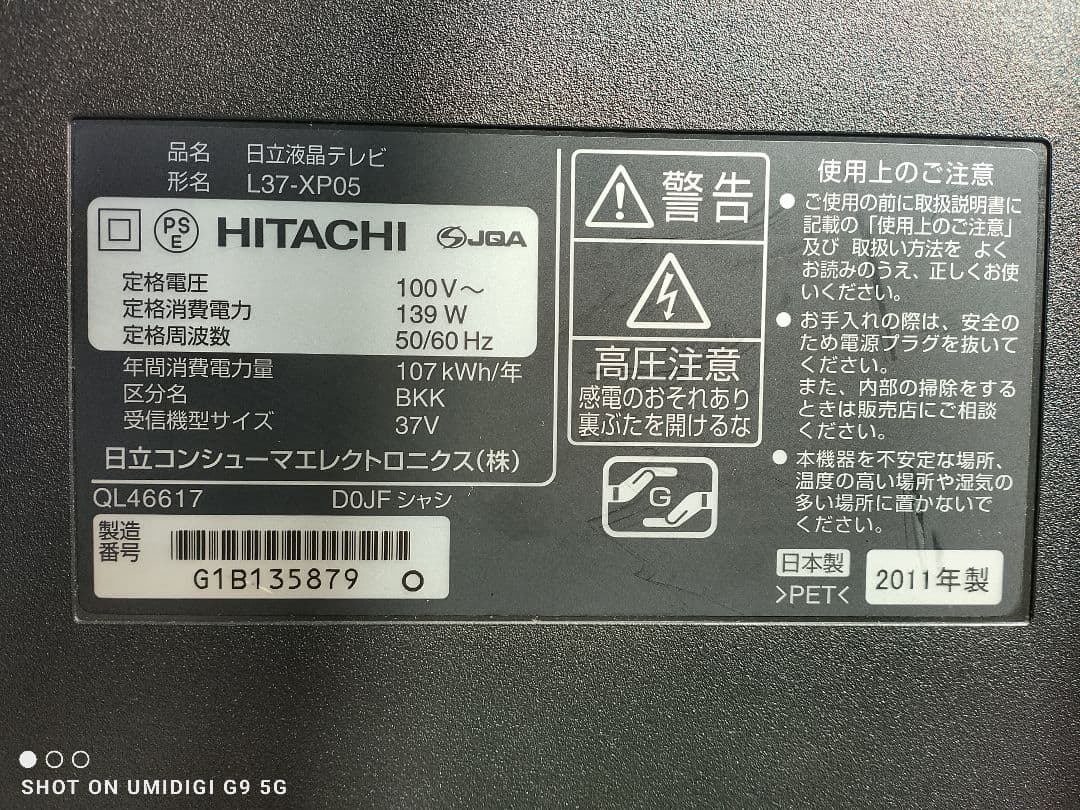 品名 日立液晶テレビ
形名 L37-XP05
PS
E
HITACHI
JQA
定格電圧 100V～
定格消費電力 139 W
定格周波数 50/60 Hz
年間消費電力量 107 kWh/年
区分名 BKK
受信機型サイズ 37V
日立コンシューマエレクトロニクス(株)
QL46617 D0JF シャシ
製造
番号
G1B135879
警告
高圧注意
感電のおそれあり
裏ぶたを開けるな
G
使用上のご注意
● ご使用の前に取扱説明書に
記載の「使用上のご注意」
及び 取扱い方法を よく
お読みのうえ、正しくお使
いください。
● お手入れの際は、安全の
ため電源プラグを抜いて
ください。
また、内部の掃除をする
ときは販売店にご相談
ください。
● 本機器を不安定な場所、
温度の高い場所や湿気の
多い場所に置かないで
ください。
日本製
>PET<
2011年製
SHOT ON UMIDIGI G9 5G